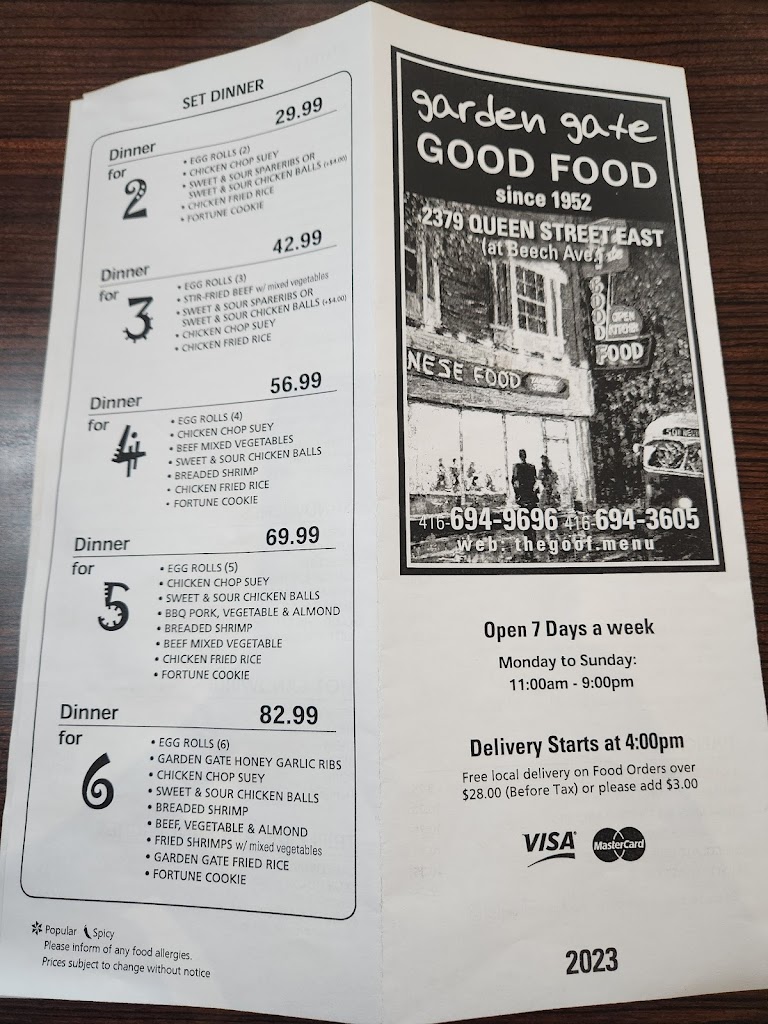 SET DINNER
Dinner for 2 29.99
• EGG ROLLS (2)
• CHICKEN CHOP SUEY
• SWEET & SOUR SPARERIBS OR
SWEET & SOUR CHICKEN BALLS (+$4.00)
• CHICKEN FRIED RICE
• FORTUNE COOKIE
Dinner for 3 42.99
• EGG ROLLS (3)
• STIR-FRIED BEEF w/ mixed vegetables
• SWEET & SOUR SPARERIBS OR
SWEET & SOUR CHICKEN BALLS (+$4.00)
• CHICKEN CHOP SUEY
• CHICKEN FRIED RICE
Dinner for 4 56.99
• EGG ROLLS (4)
• CHICKEN CHOP SUEY
• BEEF MIXED VEGETABLES
• SWEET & SOUR CHICKEN BALLS
• BREADED SHRIMP
• CHICKEN FRIED RICE
• FORTUNE COOKIE
Dinner for 5 69.99
• EGG ROLLS (5)
• CHICKEN CHOP SUEY
• SWEET & SOUR CHICKEN BALLS
• BBQ PORK, VEGETABLE & ALMOND
• BREADED SHRIMP
• BEEF MIXED VEGETABLE
• CHICKEN FRIED RICE
• FORTUNE COOKIE
Dinner for 6 82.99
• EGG ROLLS (6)
• GARDEN GATE HONEY GARLIC RIBS
• CHICKEN CHOP SUEY
• SWEET & SOUR CHICKEN BALLS
• BREADED SHRIMP
• BEEF, VEGETABLE & ALMOND
• FRIED SHRIMPS w/ mixed vegetables
• GARDEN GATE FRIED RICE
• FORTUNE COOKIE
Popular Spicy
Please inform of any food allergies.
Prices subject to change without notice
garden gate
GOOD FOOD
since 1952
2379 QUEEN STREET EAST
(at Beech Ave.)
GOOD
OPEN
KITCHEN
FOOD
NESE FOOD
416-694-9696 416-694-3605
web: thegoof.menu
Open 7 Days a week
Monday to Sunday:
11:00am - 9:00pm
Delivery Starts at 4:00pm
Free local delivery on Food Orders over
$28.00 (Before Tax) or please add $3.00
VISA MasterCard
2023